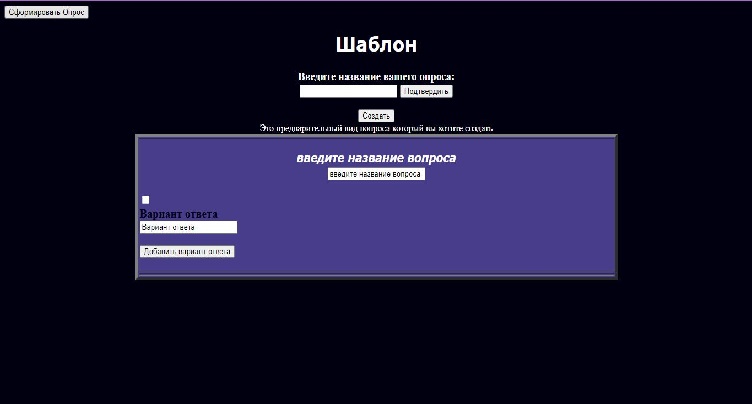 Сформировать Опрос
Шаблон
Введите название вашего опроса:
Подтвердить
Создать
Это предварительный вид вопроса который вы хотите создать
введите название вопроса
введите название вопроса
Вариант ответа
Вариант ответа
Добавить вариант ответа